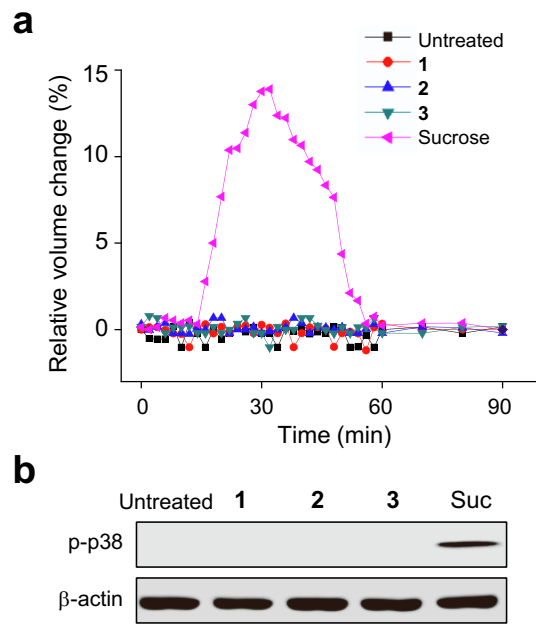 a
Untreated
1
2
3
Sucrose
15
10
5
0
Relative volume change (%)
0 30 60 90
Time (min)
b
Untreated 1 2 3 Suc
p-p38
β-actin